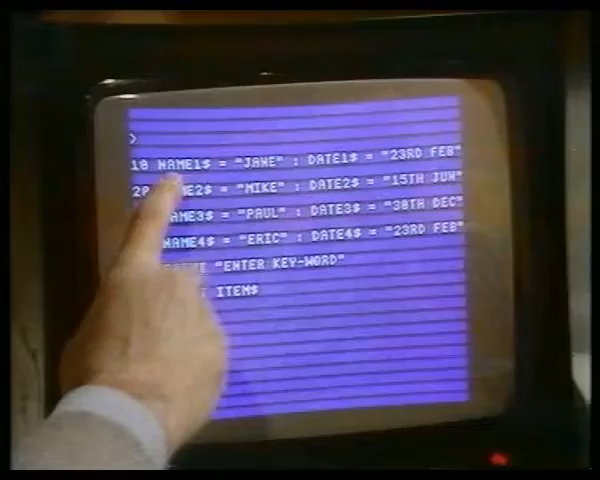 >
10 NAME1$ = "JANE" : DATE1$ = "23RD FEB"
20 NAME2$ = "MIKE" : DATE2$ = "15TH JUN"
NAME3$ = "PAUL" : DATE3$ = "30TH DEC"
NAME4$ = "ERIC" : DATE4$ = "23RD FEB"
"ENTER KEY-WORD"
ITEM$